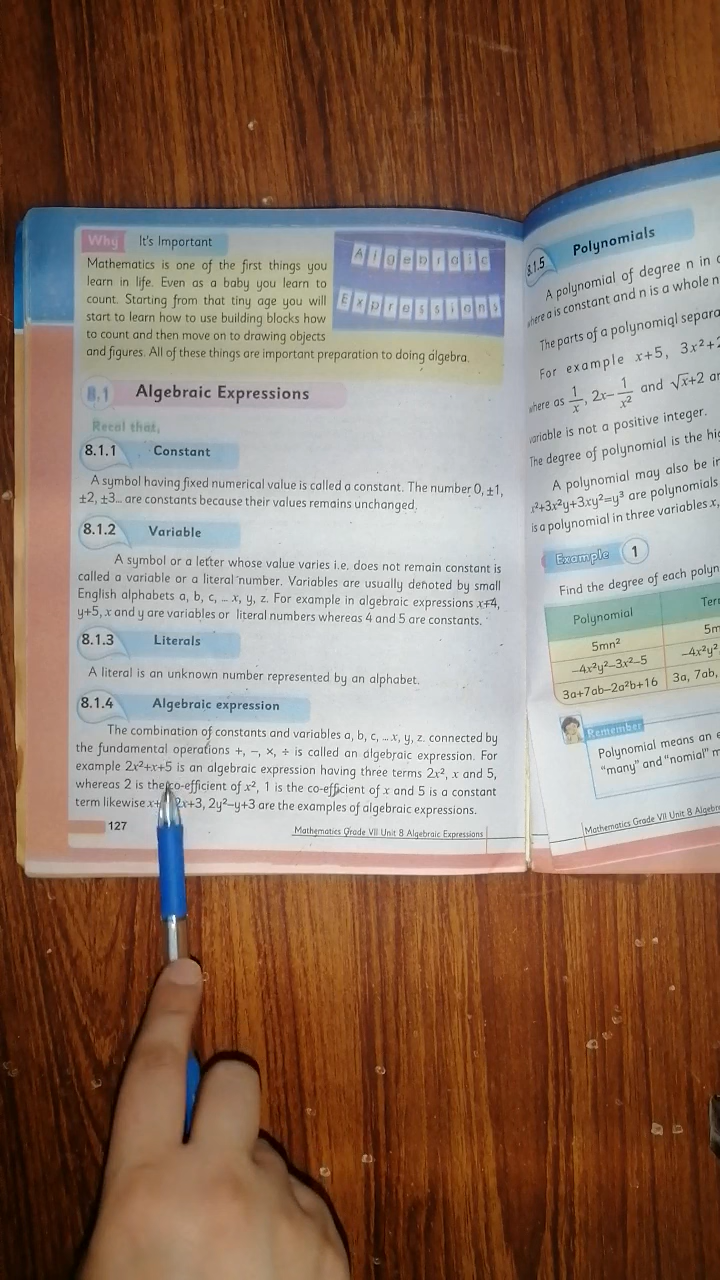 Why It's Important
Mathematics is one of the first things you
learn in life. Even as a baby you learn to
count. Starting from that tiny age you will
start to learn how to use building blocks how
to count and then move on to drawing objects
and figures. All of these things are important preparation to doing álgebra.
Algebraic
Expressions
8.1 Algebraic Expressions
Recal that,
8.1.1 Constant
A symbol having fixed numerical value is called a constant. The number 0, ±1,
±2, ±3... are constants because their values remains unchanged.
8.1.2 Variable
A symbol or a letter whose value varies i.e. does not remain constant is
called a variable or a literal number. Variables are usually denoted by small
English alphabets a, b, c, ... x, y, z. For example in algebraic expressions x+4,
y+5, x and y are variables or literal numbers whereas 4 and 5 are constants.
8.1.3 Literals
A literal is an unknown number represented by an alphabet.
8.1.4 Algebraic expression
The combination of constants and variables a, b, c, ... x, y, z. connected by
the fundamental operations +, −, ×, ÷ is called an algebraic expression. For
example 2x²+x+5 is an algebraic expression having three terms 2x², x and 5,
whereas 2 is the co-efficient of x², 1 is the co-efficient of x and 5 is a constant
term likewise 2x+3, 2y²−y+3 are the examples of algebraic expressions.
127 Mathematics Grade VII Unit 8 Algebraic Expressions
8.1.5 Polynomials
A polynomial of degree n in
where a is constant and n is a whole
The parts of a polynomiql
For example x+5,
where as 1/x, 2x−1/x² and √x+2
variable is not a positive integer.
The degree of polynomial is the
A polynomial may also be
x²+3x²y+3xy²=y³ are polynomials
is a polynomial in three variables x,
Example 1
Find the degree of each
Polynomial
5mn²
−4x²y²−3x²−5 −4x²y²
3a+7ab−2a²b+16 3a, 7ab,
Remember
Polynomial means an
"many" and "nomial"
Mathematics Grade VII Unit 8